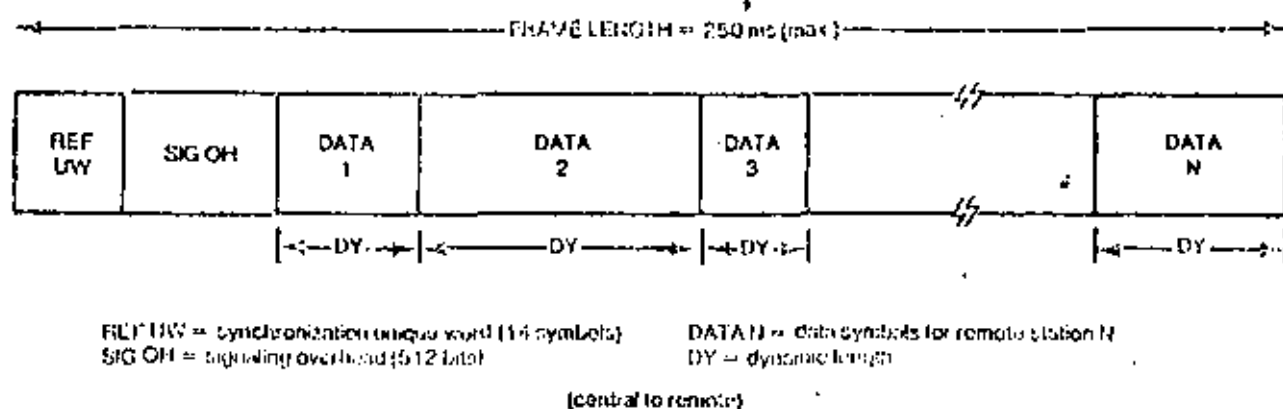 FRAME LENGTH = 250 ms (max)
REF UW
SIG OH
DATA 1
DATA 2
DATA 3
DATA N
DY
DY
DY
DY
REF UW = synchronization unique word (14 symbols)
SIG OH = signaling overhead (512 bits)
DATA N = data symbols for remote station N
DY = dynamic length
(central to remote)